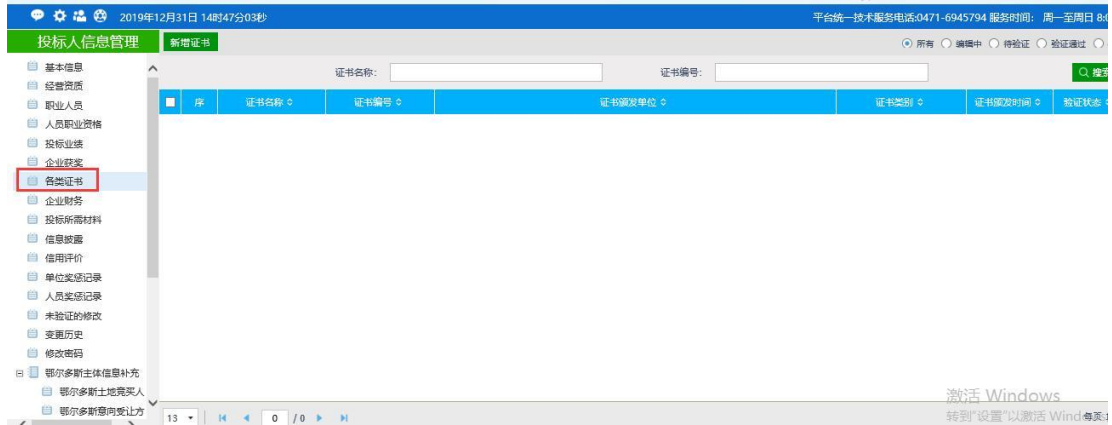 2019年12月31日 14时47分03秒 平台统一技术服务电话:0471-6945794 服务时间: 周一至周日 8:0
投标人信息管理 新增证书 所有 编辑中 待验证 验证通过
基本信息 证书名称: 证书编号: 搜索
经营资质
职业人员 序 证书名称 证书编号 证书颁发单位 证书类别 证书颁发时间 验证状态
人员职业资格
投标业绩
企业获奖
各类证书
企业财务
投标所需材料
信息披露
信用评价
单位奖惩记录
人员奖惩记录
未验证的修改
变更历史
修改密码
鄂尔多斯主体信息补充
鄂尔多斯土地竞买人 激活 Windows
鄂尔多斯意向受让方 13 0 / 0 转到"设置"以激活 Wind 每页